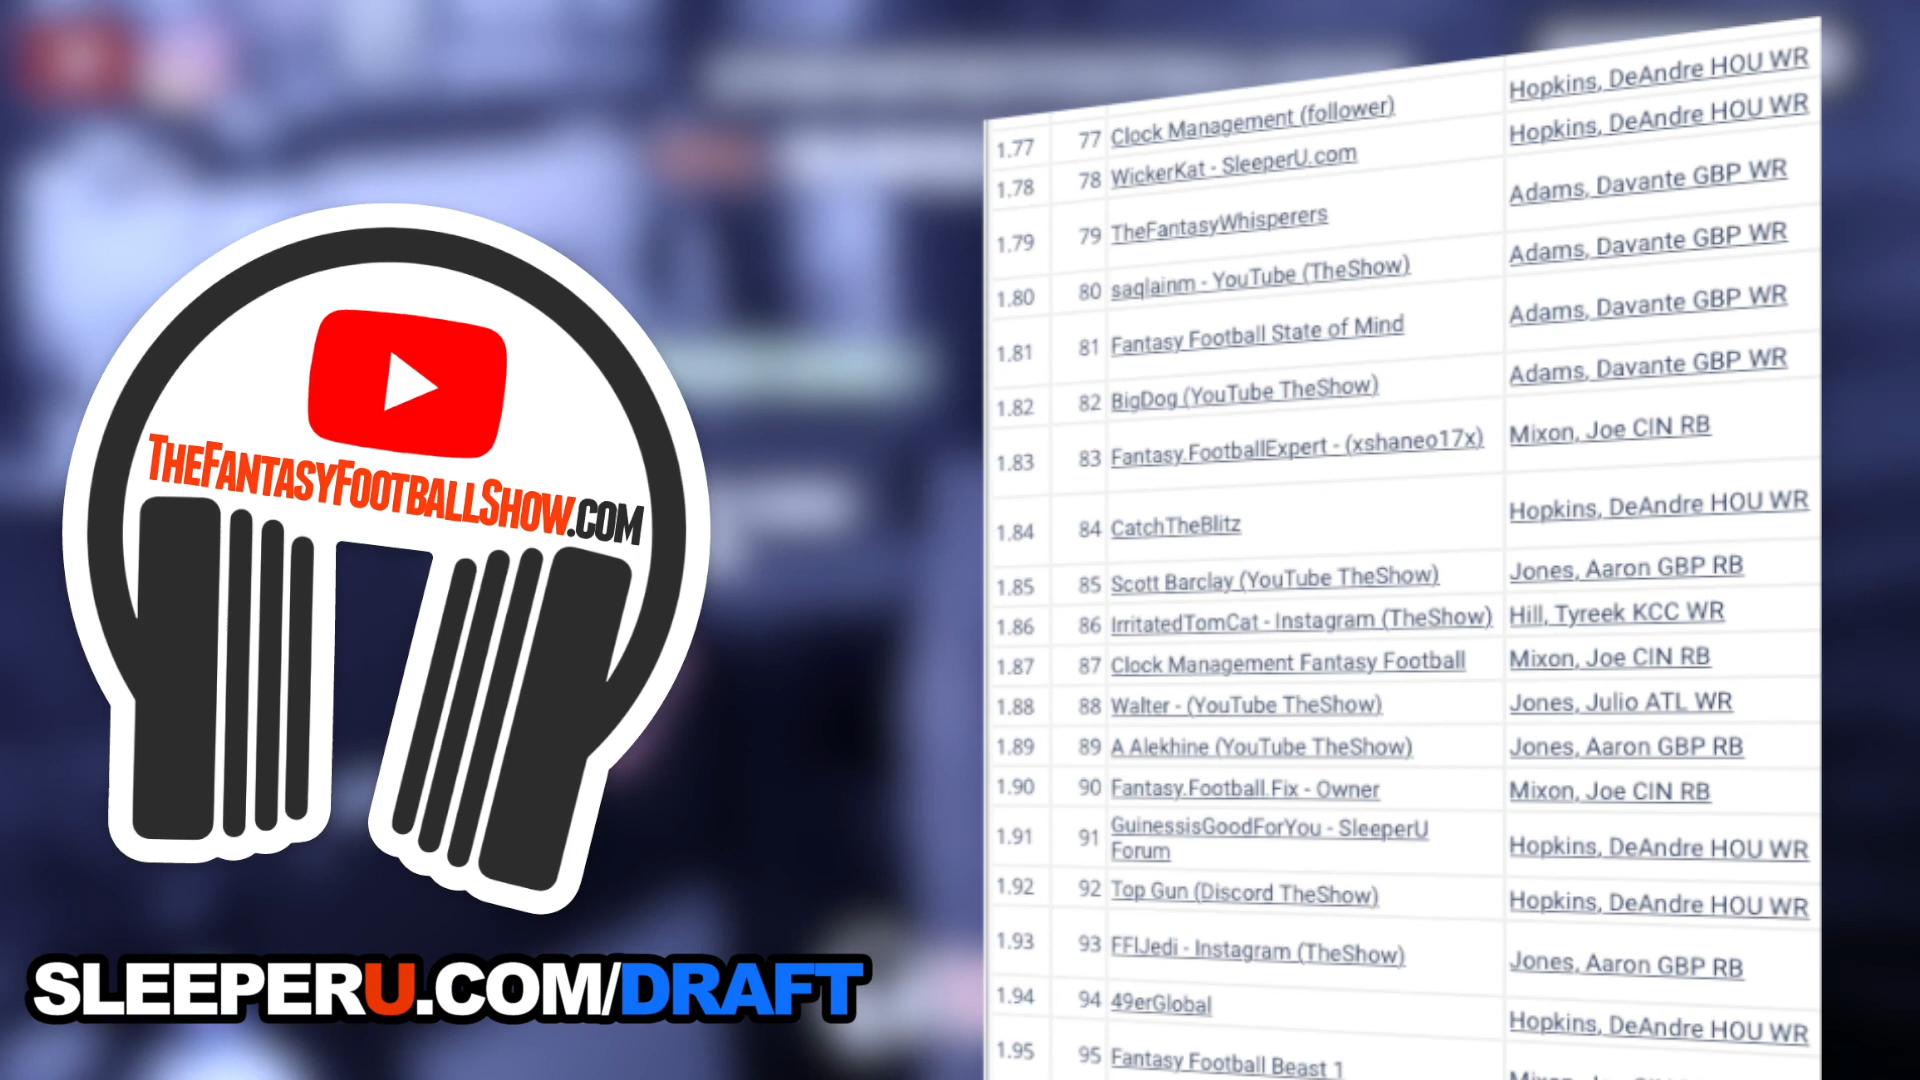 THEFANTASYFOOTBALLSHOW.COM
SLEEPERU.COM/DRAFT
1.77 77 Clock Management (follower) Hopkins, DeAndre HOU WR
1.78 78 WickerKat - SleeperU.com Hopkins, DeAndre HOU WR
1.79 79 TheFantasyWhisperers Adams, Davante GBP WR
1.80 80 saqlainm - YouTube (TheShow) Adams, Davante GBP WR
1.81 81 Fantasy Football State of Mind Adams, Davante GBP WR
1.82 82 BigDog (YouTube TheShow) Adams, Davante GBP WR
1.83 83 Fantasy.FootballExpert - (xshaneo17x) Mixon, Joe CIN RB
1.84 84 CatchTheBlitz Hopkins, DeAndre HOU WR
1.85 85 Scott Barclay (YouTube TheShow) Jones, Aaron GBP RB
1.86 86 IrritatedTomCat - Instagram (TheShow) Hill, Tyreek KCC WR
1.87 87 Clock Management Fantasy Football Mixon, Joe CIN RB
1.88 88 Walter - (YouTube TheShow) Jones, Julio ATL WR
1.89 89 A Alekhine (YouTube TheShow) Jones, Aaron GBP RB
1.90 90 Fantasy.Football.Fix - Owner Mixon, Joe CIN RB
1.91 91 GuinessisGoodForYou - SleeperU
Forum Hopkins, DeAndre HOU WR
1.92 92 Top Gun (Discord TheShow) Hopkins, DeAndre HOU WR
1.93 93 FFIJedi - Instagram (TheShow) Jones, Aaron GBP RB
1.94 94 49erGlobal Hopkins, DeAndre HOU WR
1.95 95 Fantasy Football Beast 1